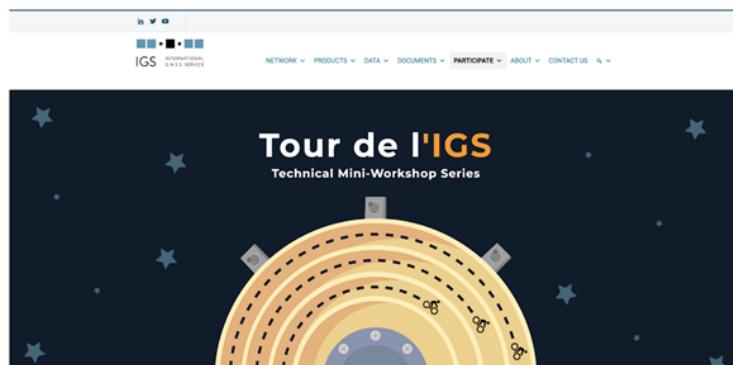 IGS INTERNATIONAL
G N S S SERVICE
NETWORK PRODUCTS DATA DOCUMENTS PARTICIPATE ABOUT CONTACT US
Tour de l'IGS
Technical Mini-Workshop Series